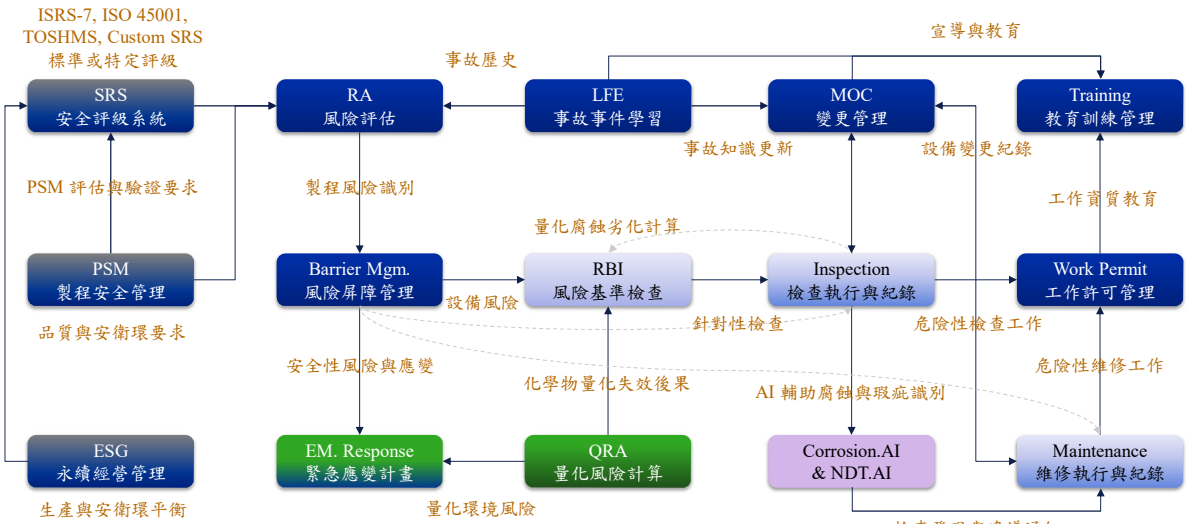 ISRS-7, ISO 45001,
TOSHMS, Custom SRS
標準或特定評級
事故歷史
宣導與教育
SRS
安全評級系統
RA
風險評估
LFE
事故事件學習
MOC
變更管理
Training
教育訓練管理
事故知識更新
設備變更紀錄
PSM 評估與驗證要求
製程風險識別
工作資質教育
量化腐蝕劣化計算
PSM
製程安全管理
Barrier Mgm.
風險屏障管理
RBI
風險基準檢查
Inspection
檢查執行與紀錄
Work Permit
工作許可管理
設備風險
品質與安衛環要求
針對性檢查
危險性檢查工作
安全性風險與應變
化學物量化失效後果
AI 輔助腐蝕與瑕疵識別
危險性維修工作
ESG
永續經營管理
EM. Response
緊急應變計畫
QRA
量化風險計算
Corrosion.AI
& NDT.AI
Maintenance
維修執行與紀錄
生產與安衛環平衡
量化環境風險